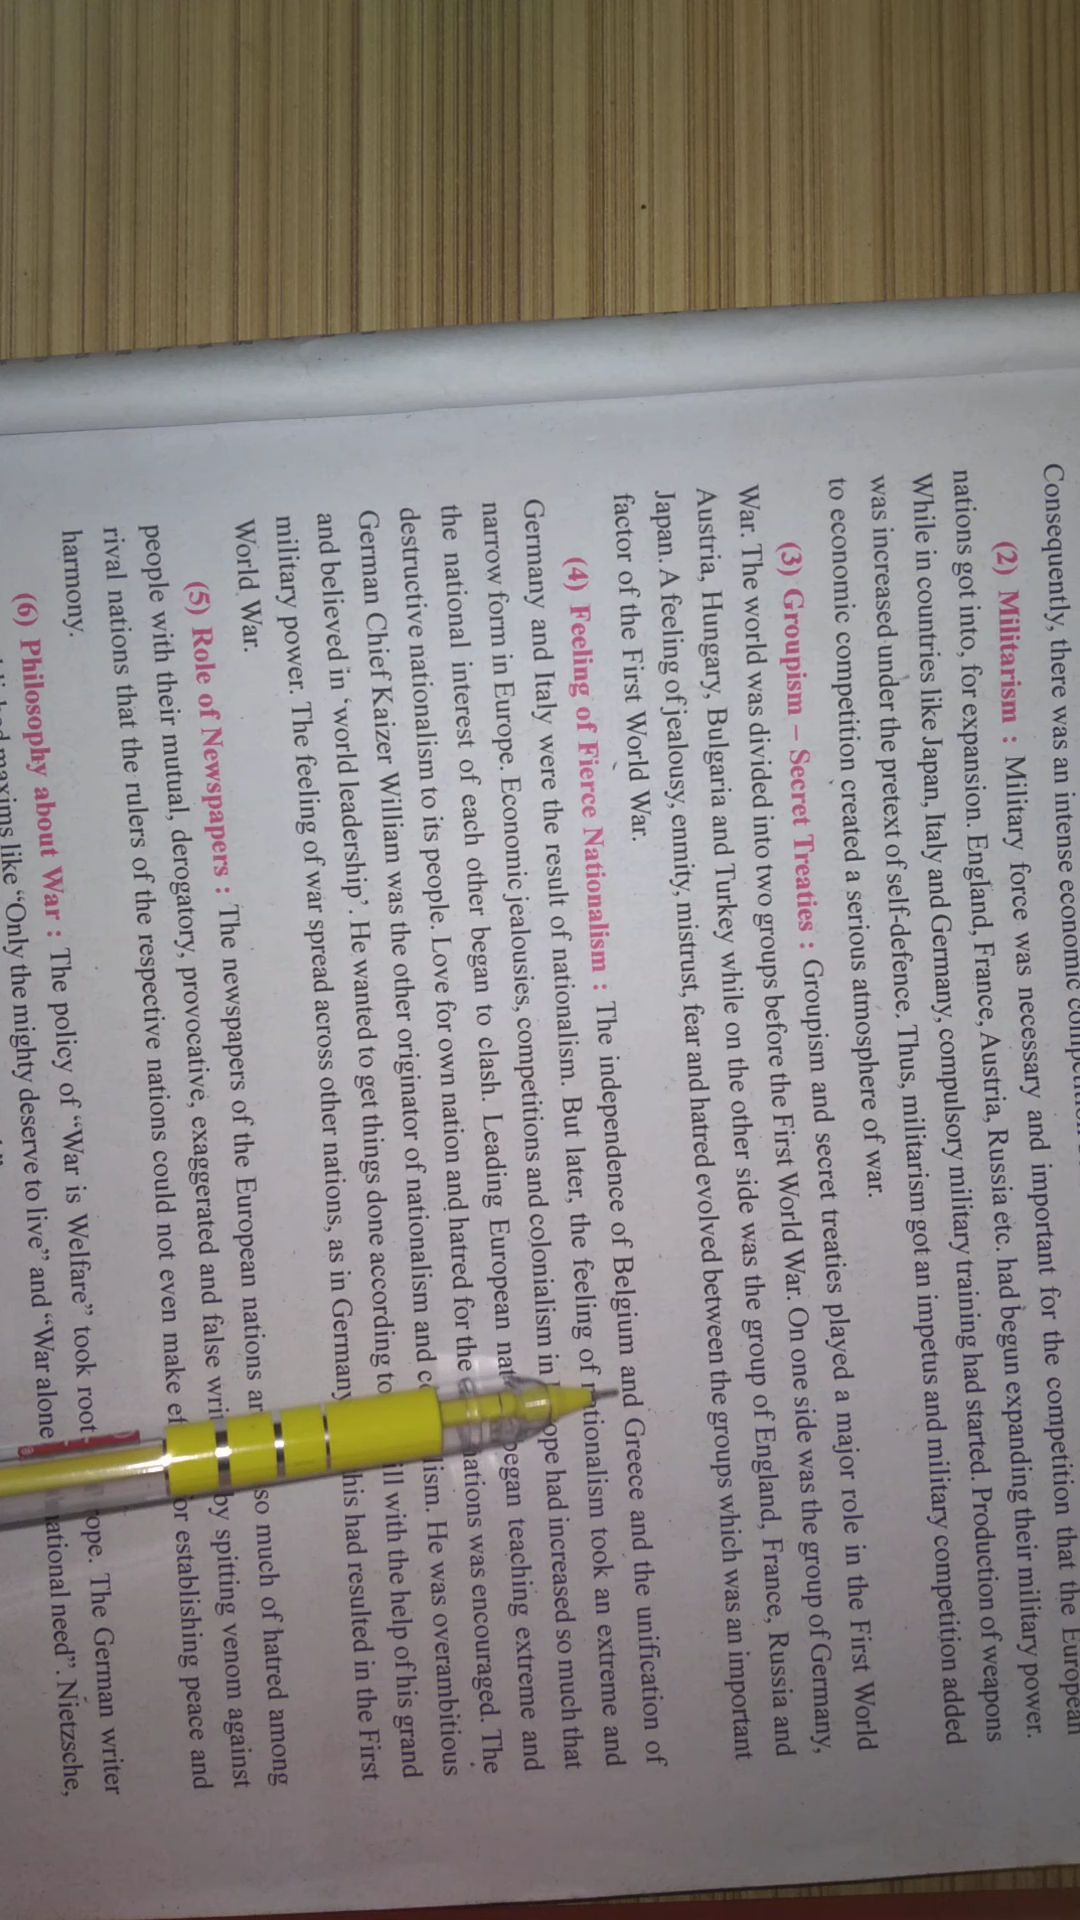 Consequently, there was an intense economic
(2) Militarism : Military force was necessary and important for the competition that the European
nations got into, for expansion. England, France, Austria, Russia etc. had begun expanding their military power.
While in countries like Japan, Italy and Germany, compulsory military training had started. Production of weapons
was increased under the pretext of self-defence. Thus, militarism got an impetus and military competition added
to economic competition created a serious atmosphere of war.
(3) Groupism – Secret Treaties : Groupism and secret treaties played a major role in the First World
War. The world was divided into two groups before the First World War. On one side was the group of Germany,
Austria, Hungary, Bulgaria and Turkey while on the other side was the group of England, France, Russia and
Japan. A feeling of jealousy, enmity, mistrust, fear and hatred evolved between the groups which was an important
factor of the First World War.
(4) Feeling of Fierce Nationalism : The independence of Belgium and Greece and the unification of
Germany and Italy were the result of nationalism. But later, the feeling of nationalism took an extreme and
narrow form in Europe. Economic jealousies, competitions and colonialism in ope had increased so much that
the national interest of each other began to clash. Leading European nat began teaching extreme and
destructive nationalism to its people. Love for own nation and hatred for the nations was encouraged. The
German Chief Kaizer William was the other originator of nationalism and c lism. He was overambitious
and believed in ‘world leadership’. He wanted to get things done according to ill with the help of his grand
military power. The feeling of war spread across other nations, as in Germany his had resulted in the First
World War.
(5) Role of Newspapers : The newspapers of the European nations ar so much of hatred among
people with their mutual, derogatory, provocative, exaggerated and false wri by spitting venom against
rival nations that the rulers of the respective nations could not even make ef or establishing peace and
harmony.
(6) Philosophy about War : The policy of “War is Welfare” took root rope. The German writer
maxims like “Only the mighty deserve to live” and “War alone national need”. Nietzsche,